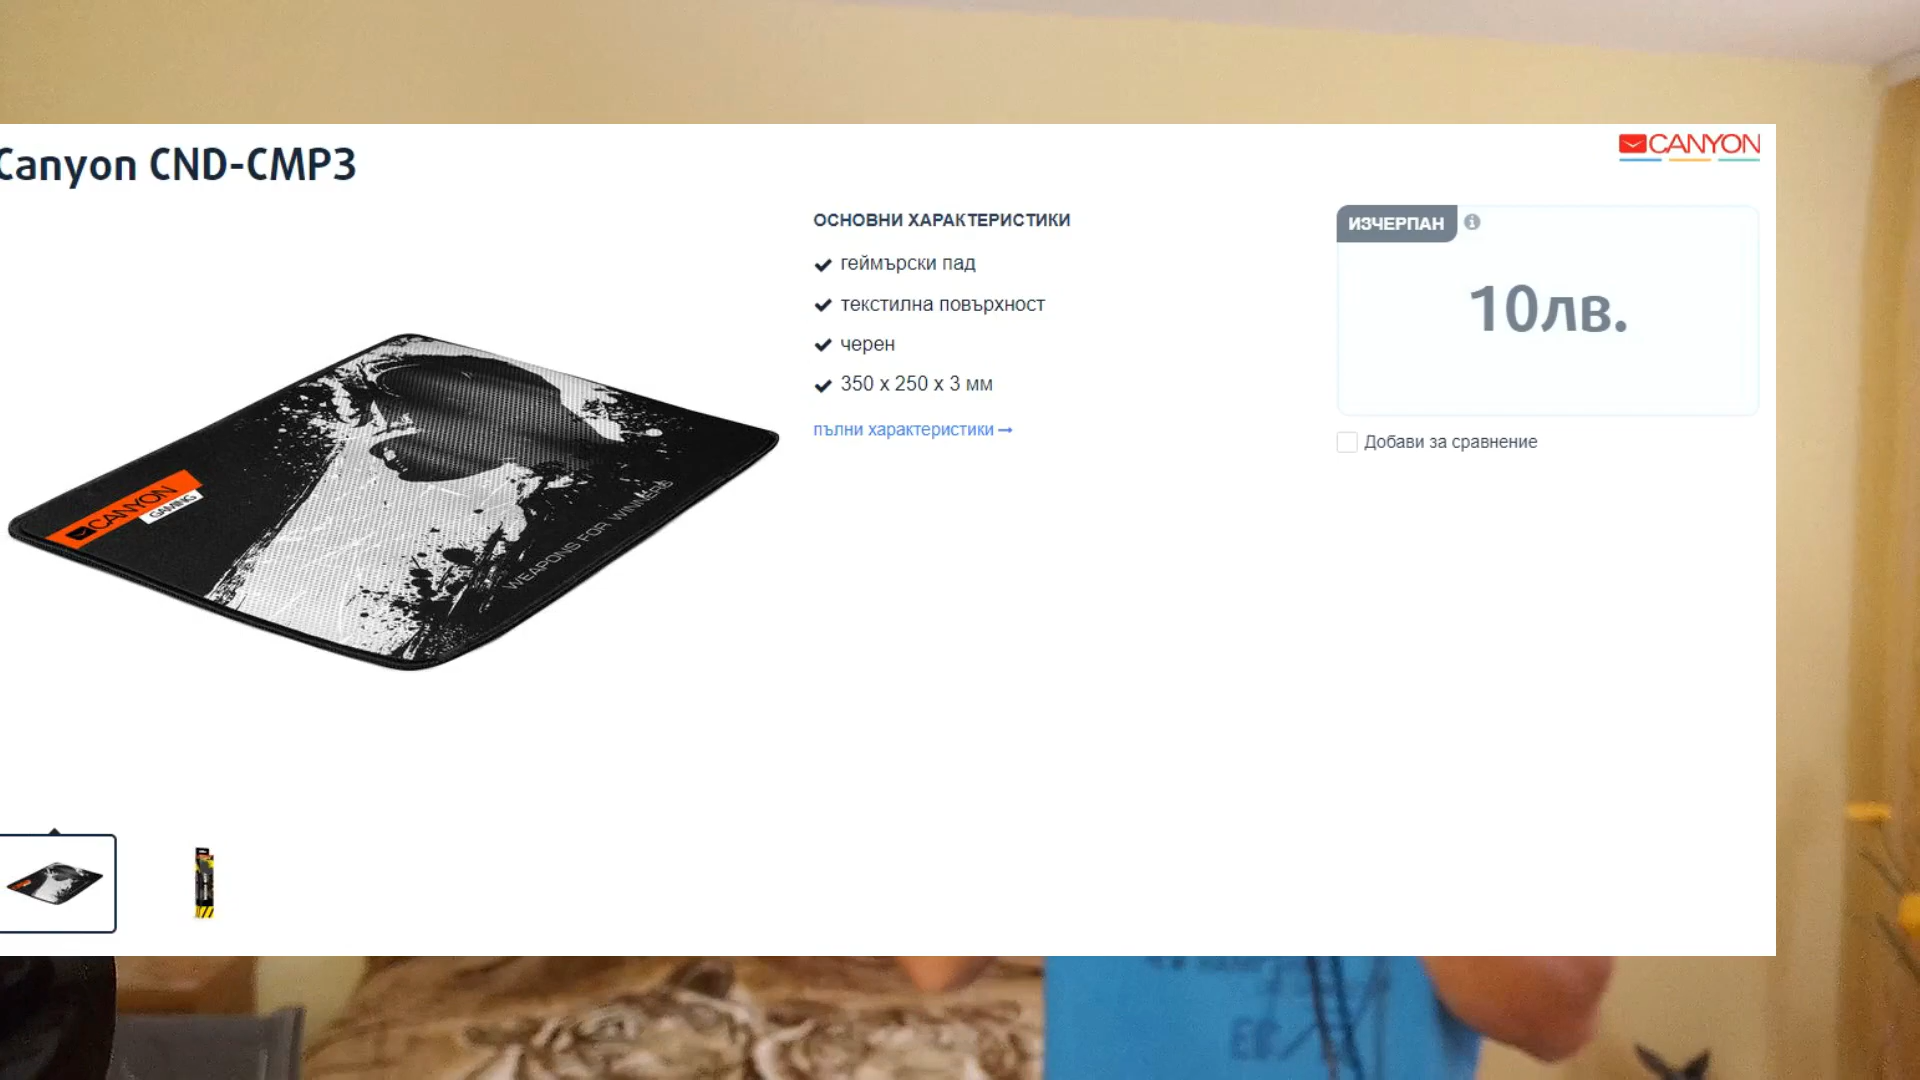 CANYON
Canyon CND-CMP3
ОСНОВНИ ХАРАКТЕРИСТИКИ
геймърски пад
текстилна повърхност
черен
350 x 250 x 3 мм
пълни характеристики
ИЗЧЕРПАН
10лв.
Добави за сравнение
CANYON
GAMING
WEAPONS FOR WINNERS